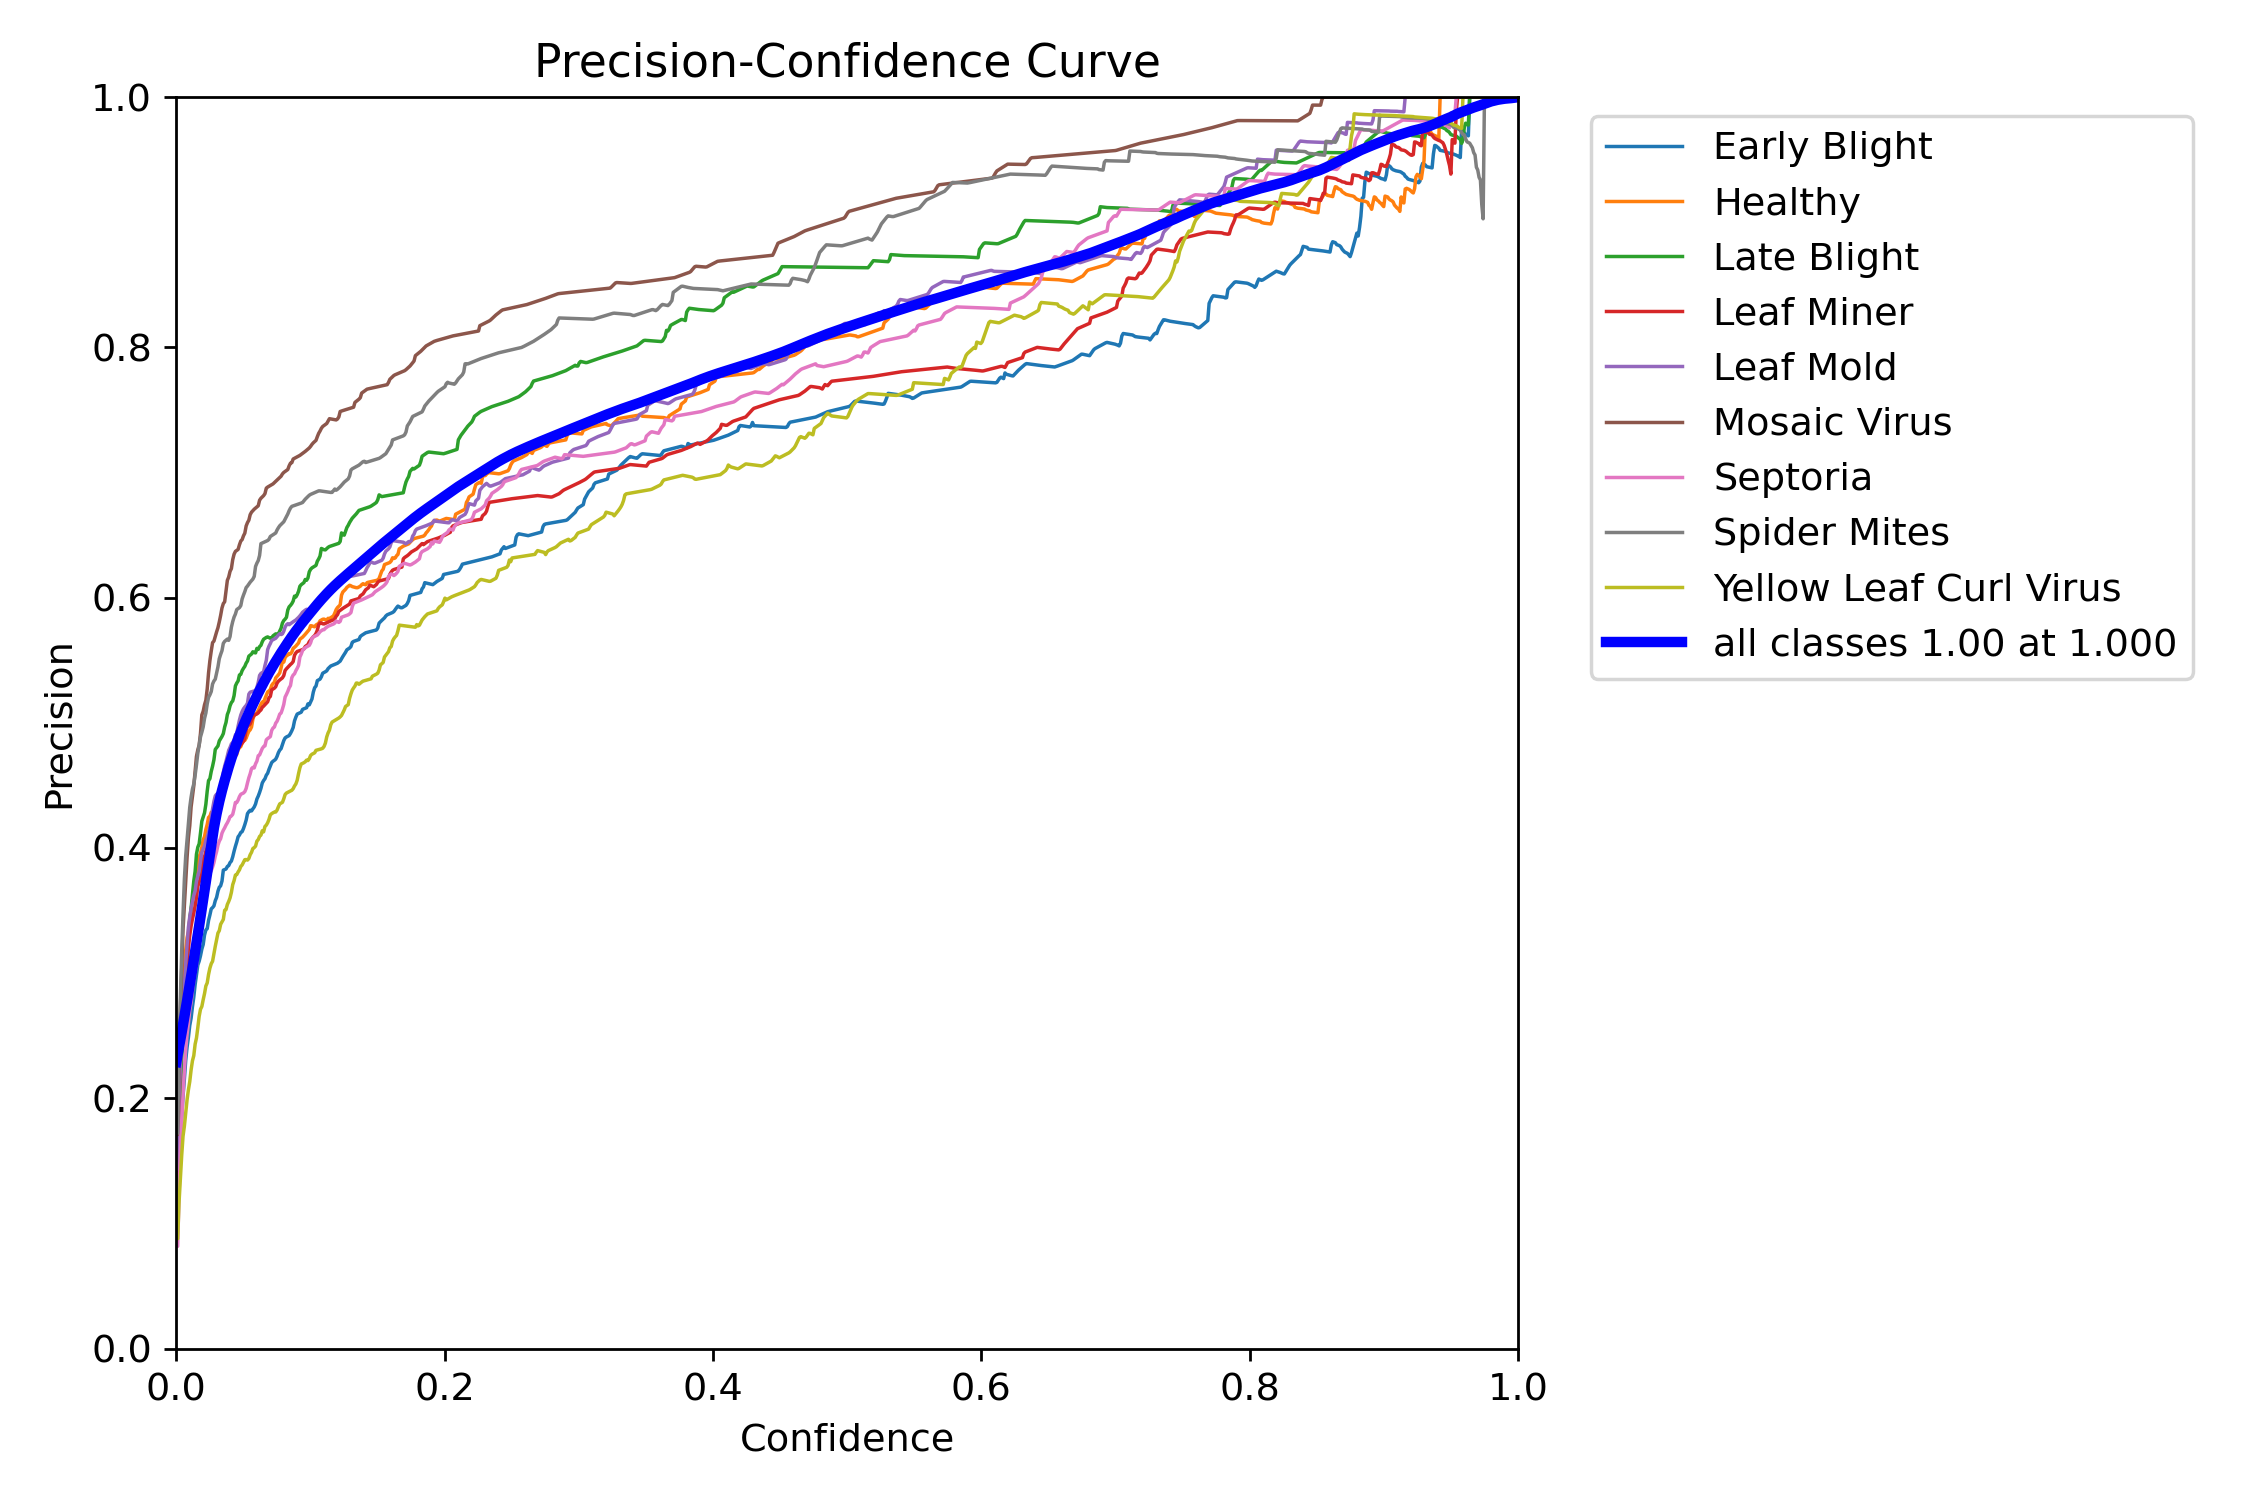 Precision-Confidence Curve
1.0
0.8
0.6
0.4
0.2
0.0
Precision
0.0 0.2 0.4 0.6 0.8 1.0
Confidence
Early Blight
Healthy
Late Blight
Leaf Miner
Leaf Mold
Mosaic Virus
Septoria
Spider Mites
Yellow Leaf Curl Virus
all classes 1.00 at 1.000